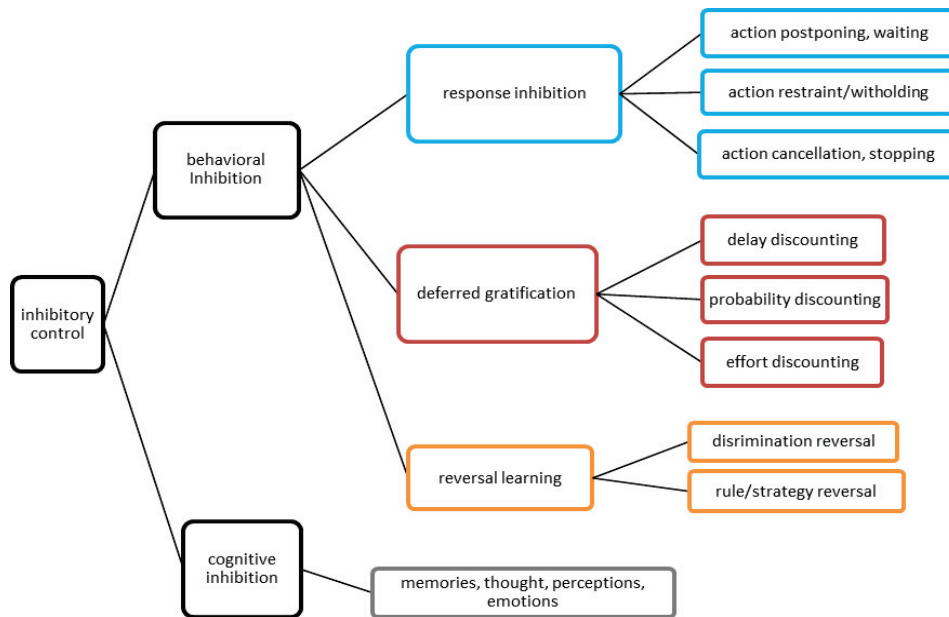 inhibitory
control
behavioral
Inhibition
cognitive
inhibition
response inhibition
deferred gratification
reversal learning
memories, thought, perceptions,
emotions
action postponing, waiting
action restraint/witholding
action cancellation, stopping
delay discounting
probability discounting
effort discounting
disrimination reversal
rule/strategy reversal